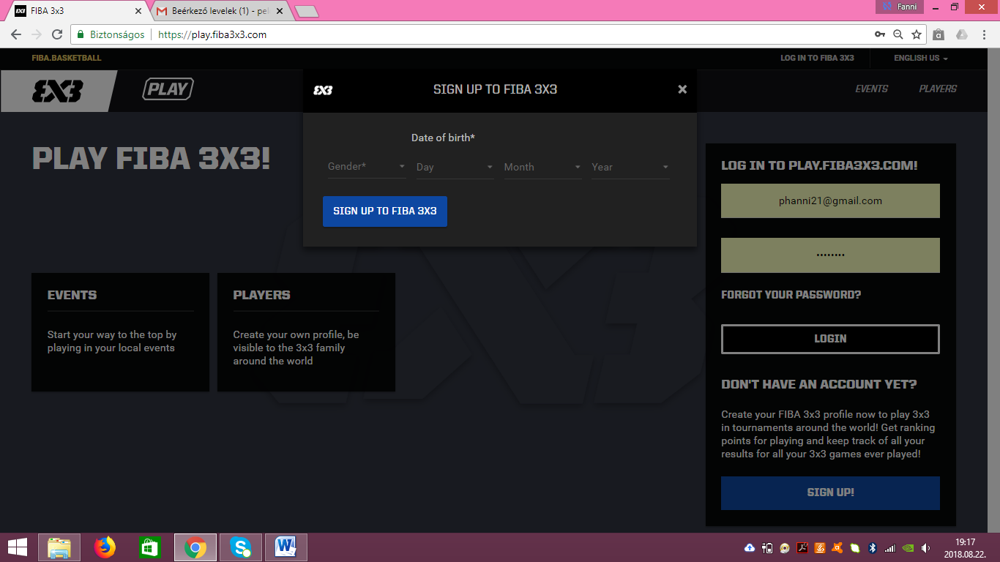 FIBA 3x3
Beérkező levelek (1) - pel
Fanni
Biztonságos
https://play.fiba3x3.com
FIBA.BASKETBALL
LOG IN TO FIBA 3X3
ENGLISH US
3X3
PLAY
EVENTS
PLAYERS
3X3
SIGN UP TO FIBA 3X3
Date of birth*
Gender*
Day
Month
Year
SIGN UP TO FIBA 3X3
PLAY FIBA 3X3!
EVENTS
Start your way to the top by
playing in your local events
PLAYERS
Create your own profile, be
visible to the 3x3 family
around the world
LOG IN TO PLAY.FIBA3X3.COM!
phanni21@gmail.com
••••••••
FORGOT YOUR PASSWORD?
LOGIN
DON'T HAVE AN ACCOUNT YET?
Create your FIBA 3x3 profile now to play 3x3
in tournaments around the world! Get ranking
points for playing and keep track of all your
results for all your 3x3 games ever played!
SIGN UP!
19:17
2018.08.22.